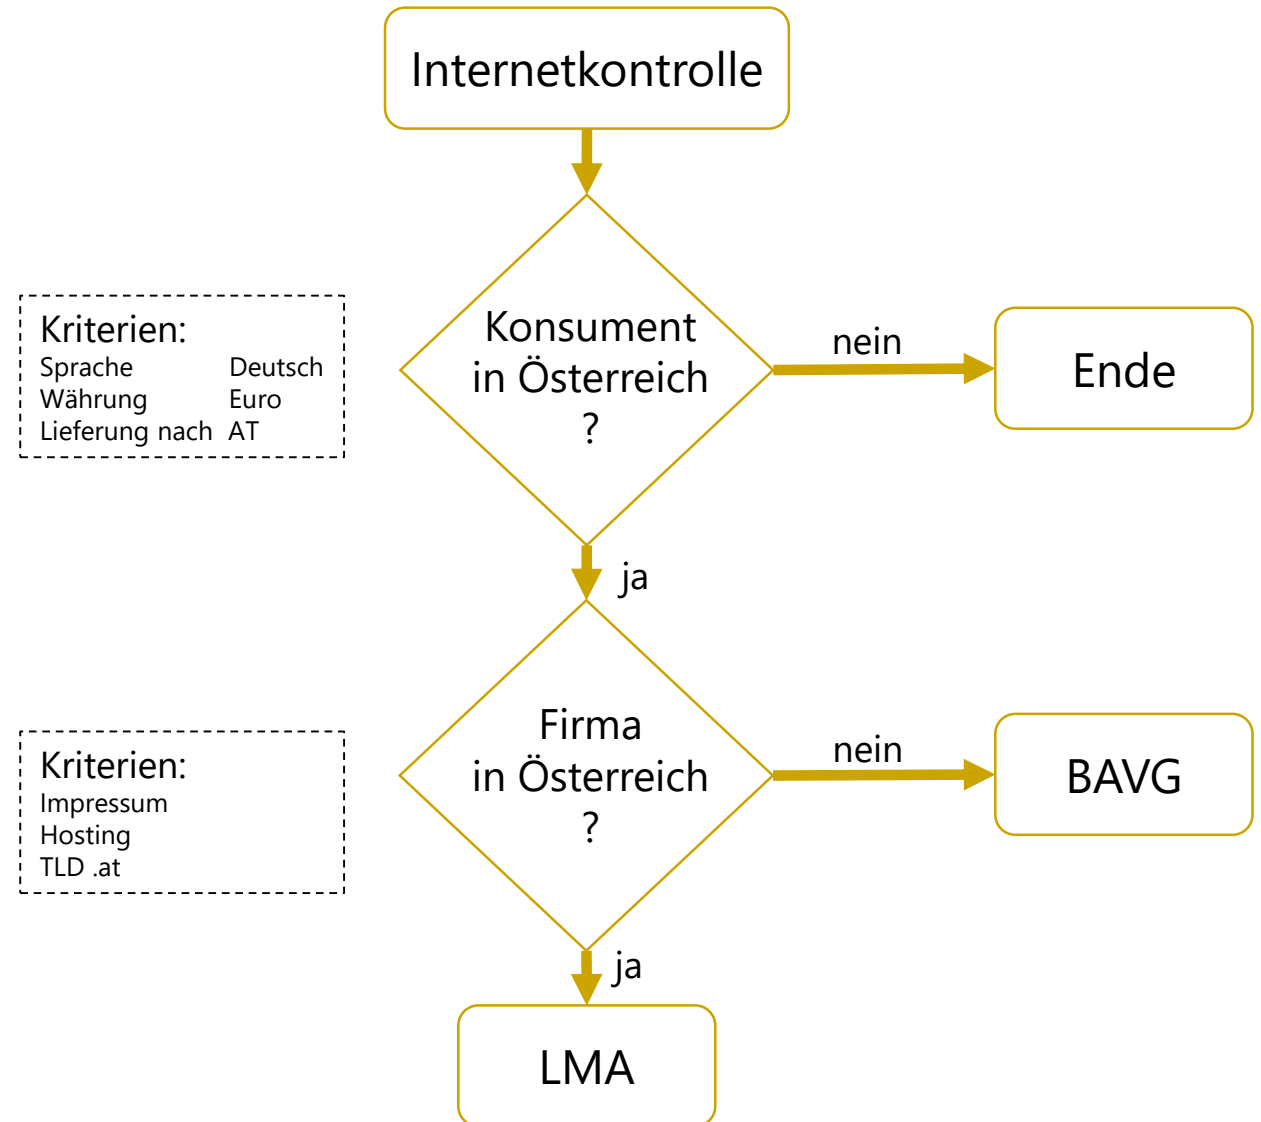 Internetkontrolle
Kriterien:
Sprache Deutsch
Währung Euro
Lieferung nach AT
Konsument
in Österreich
?
nein
Ende
ja
Kriterien:
Impressum
Hosting
TLD .at
Firma
in Österreich
?
nein
BAVG
ja
LMA